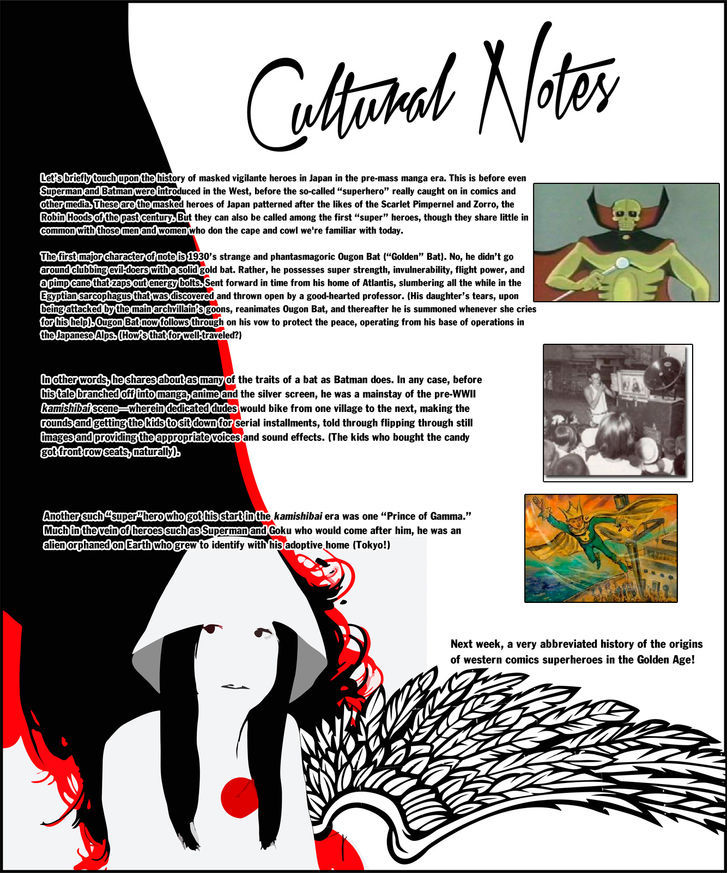 Cultural Notes
Let's briefly touch upon the history of masked vigilante heroes in Japan in the pre-mass manga era. This is before even
Superman and Batman were introduced in the West, before the so-called “superhero” really caught on in comics and
other media. These are the masked heroes of Japan patterned after the likes of the Scarlet Pimpernel and Zorro, the
Robin Hoods of the past century. But they can also be called among the first “super” heroes, though they share little in
common with those men and women who don the cape and cowl we're familiar with today.
The first major character of note is 1930's strange and phantasmagoric Ougon Bat (“Golden” Bat). No, he didn't go
around clubbing evil-doers with a solid gold bat. Rather, he possesses super strength, invulnerability, flight power, and
a pimp cane that zaps out energy bolts. Sent forward in time from his home of Atlantis, slumbering all the while in the
Egyptian sarcophagus that was discovered and thrown open by a good-hearted professor. (His daughter's tears, upon
being attacked by the main archvillain's goons, reanimates Ougon Bat, and thereafter he is summoned whenever she cries
for his help). Ougon Bat now follows through on his vow to protect the peace, operating from his base of operations in
the Japanese Alps. (How's that for well-traveled?)
In other words, he shares about as many of the traits of a bat as Batman does. In any case, before
his tale branched off into manga, anime and the silver screen, he was a mainstay of the pre-WWII
kamishibai scene—wherein dedicated dudes would bike from one village to the next, making the
rounds and getting the kids to sit down for serial installments, told through flipping through still
images and providing the appropriate voices and sound effects. (The kids who bought the candy
got front row seats, naturally).
Another such “super”hero who got his start in the kamishibai era was one “Prince of Gamma.”
Much in the vein of heroes such as Superman and Goku who would come after him, he was an
alien orphaned on Earth who grew to identify with his adoptive home (Tokyo!)
Next week, a very abbreviated history of the origins
of western comics superheroes in the Golden Age!